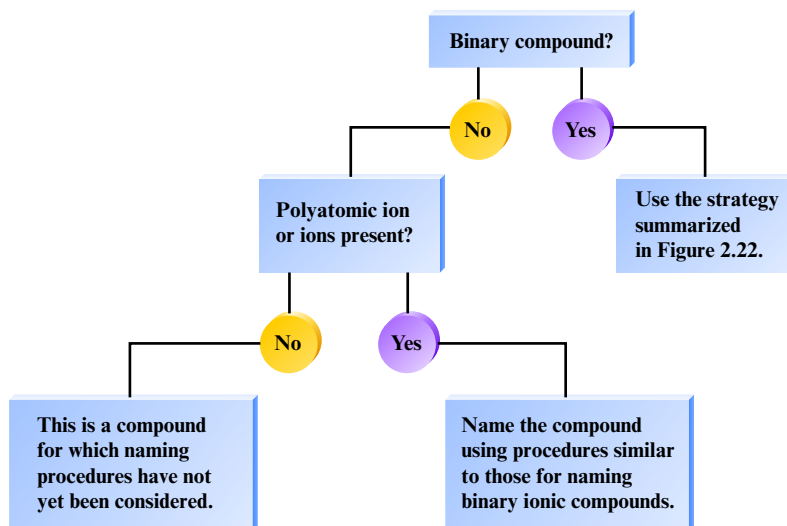 Binary compound?
No
Yes
Polyatomic ion
or ions present?
Use the strategy
summarized
in Figure 2.22.
No
Yes
This is a compound
for which naming
procedures have not
yet been considered.
Name the compound
using procedures similar
to those for naming
binary ionic compounds.